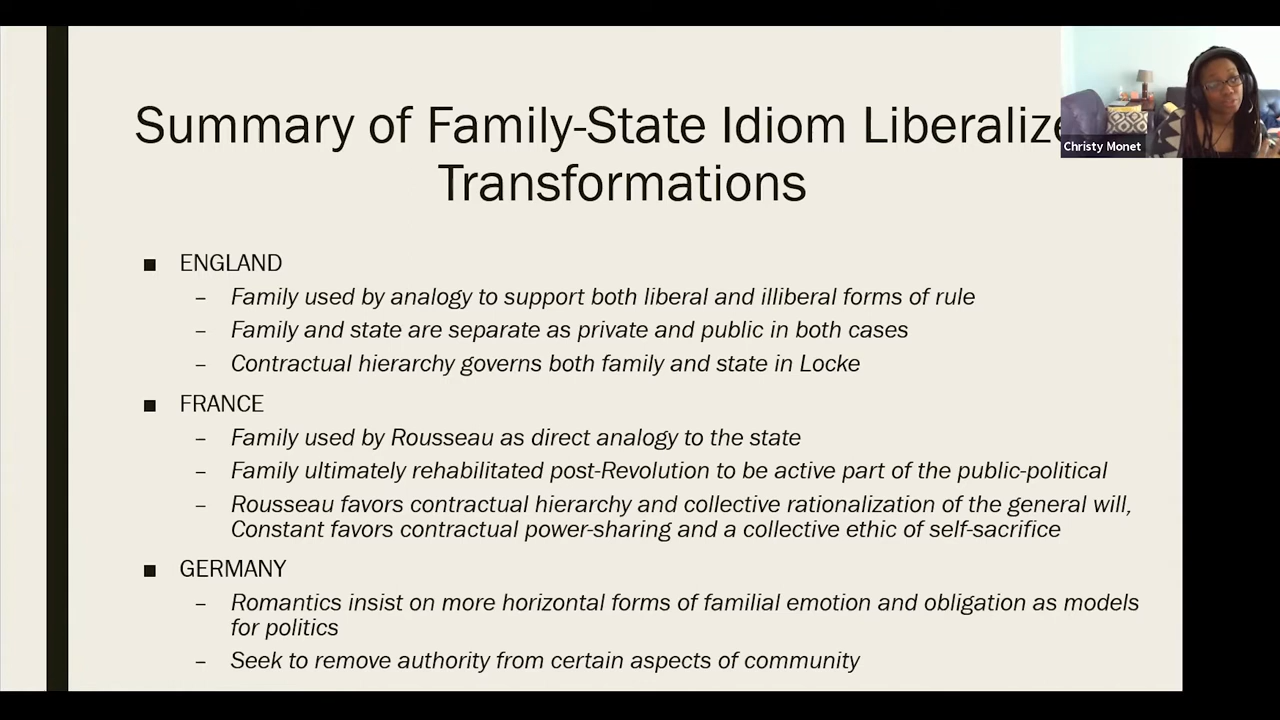 Summary of Family-State Idiom Liberalize
Transformations
Christy Monet
■ ENGLAND
– Family used by analogy to support both liberal and illiberal forms of rule
– Family and state are separate as private and public in both cases
– Contractual hierarchy governs both family and state in Locke
■ FRANCE
– Family used by Rousseau as direct analogy to the state
– Family ultimately rehabilitated post-Revolution to be active part of the public-political
– Rousseau favors contractual hierarchy and collective rationalization of the general will,
Constant favors contractual power-sharing and a collective ethic of self-sacrifice
■ GERMANY
– Romantics insist on more horizontal forms of familial emotion and obligation as models
for politics
– Seek to remove authority from certain aspects of community